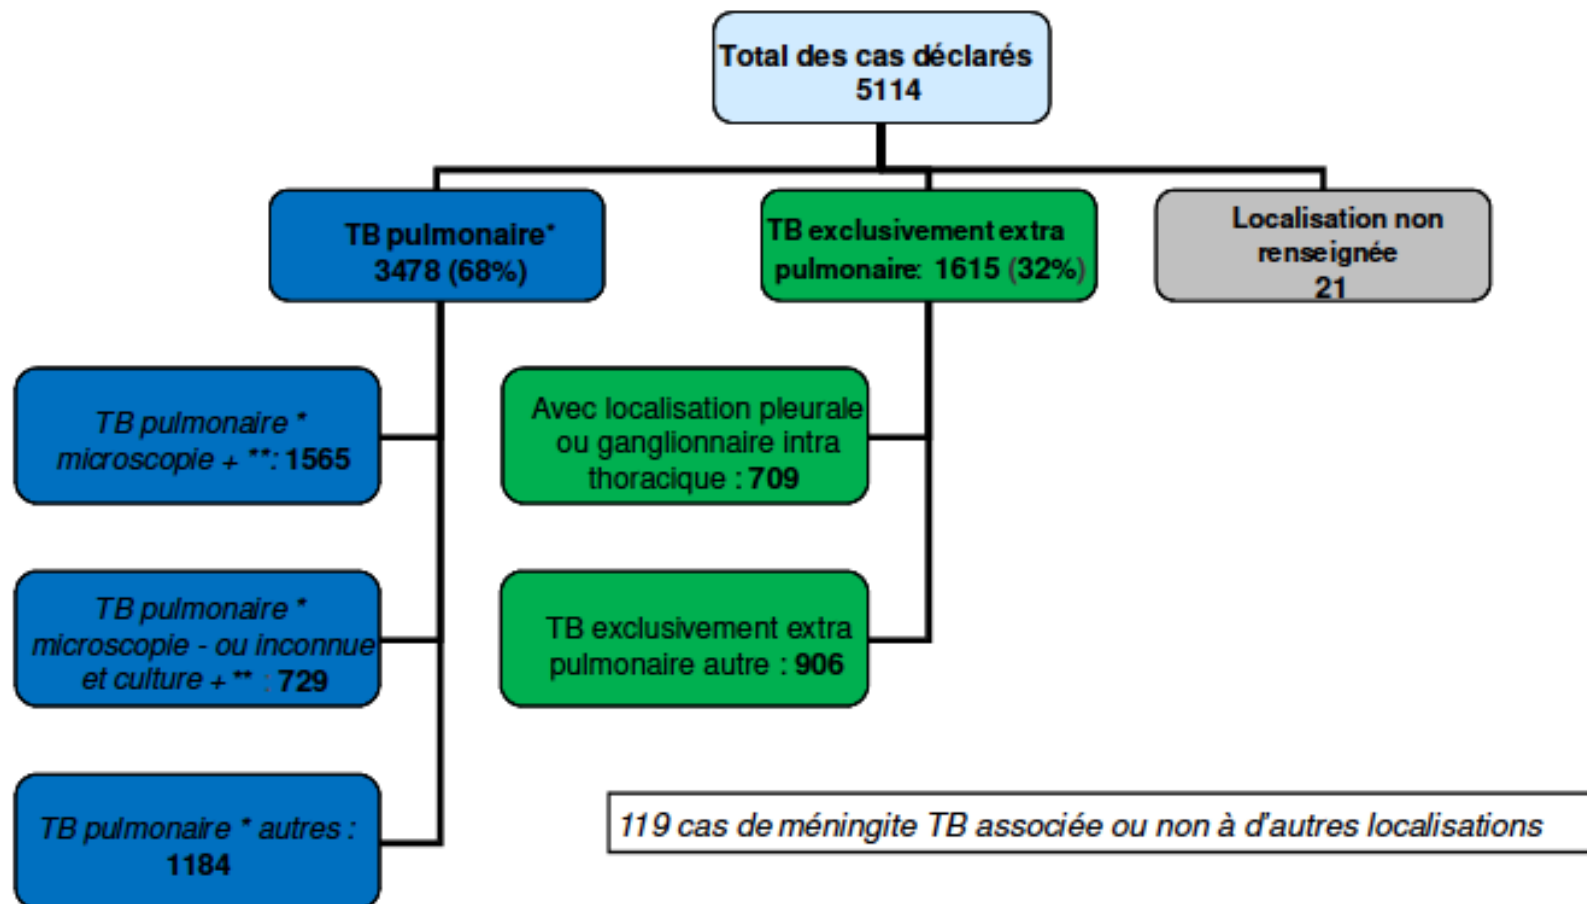 Total des cas déclarés
5114
TB pulmonaire*
3478 (68%)
TB exclusivement extra
pulmonaire: 1615 (32%)
Localisation non
renseignée
21
TB pulmonaire *
microscopie + **: 1565
Avec localisation pleurale
ou ganglionnaire intra
thoracique : 709
TB pulmonaire *
microscopie - ou inconnue
et culture + ** : 729
TB exclusivement extra
pulmonaire autre : 906
TB pulmonaire * autres :
1184
119 cas de méningite TB associée ou non à d'autres localisations